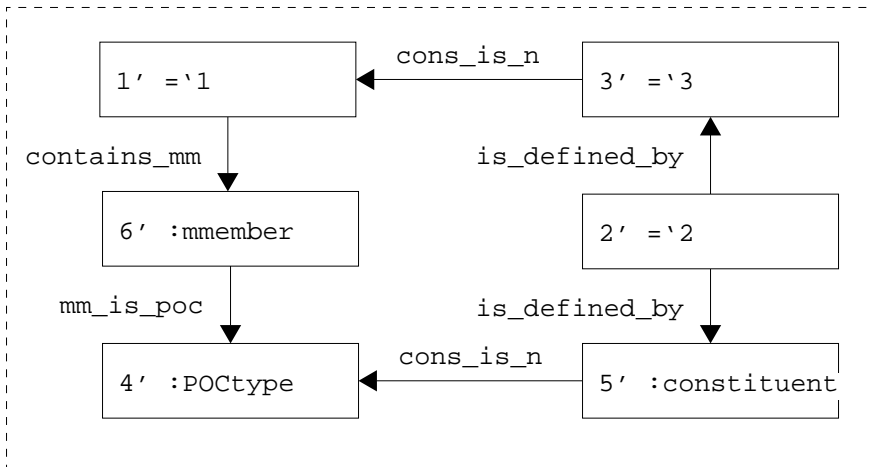 cons_is_n
1′ =‵1
3′ =‵3
contains_mm
is_defined_by
6′ :mmember
2′ =‵2
mm_is_poc
is_defined_by
cons_is_n
4′ :POCtype
5′ :constituent